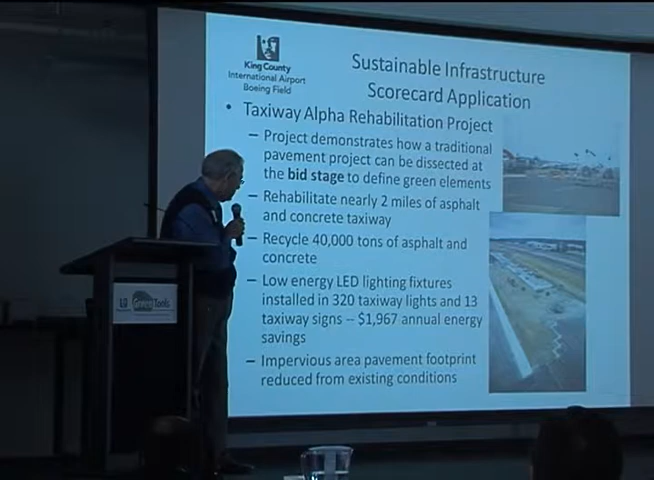 King County
International Airport
Boeing Field
Sustainable Infrastructure
Scorecard Application
• Taxiway Alpha Rehabilitation Project
– Project demonstrates how a traditional
pavement project can be dissected at
the bid stage to define green elements
– Rehabilitate nearly 2 miles of asphalt
and concrete taxiway
– Recycle 40,000 tons of asphalt and
concrete
– Low energy LED lighting fixtures
installed in 320 taxiway lights and 13
taxiway signs – $1,967 annual energy
savings
– Impervious area pavement footprint
reduced from existing conditions
GreenTools